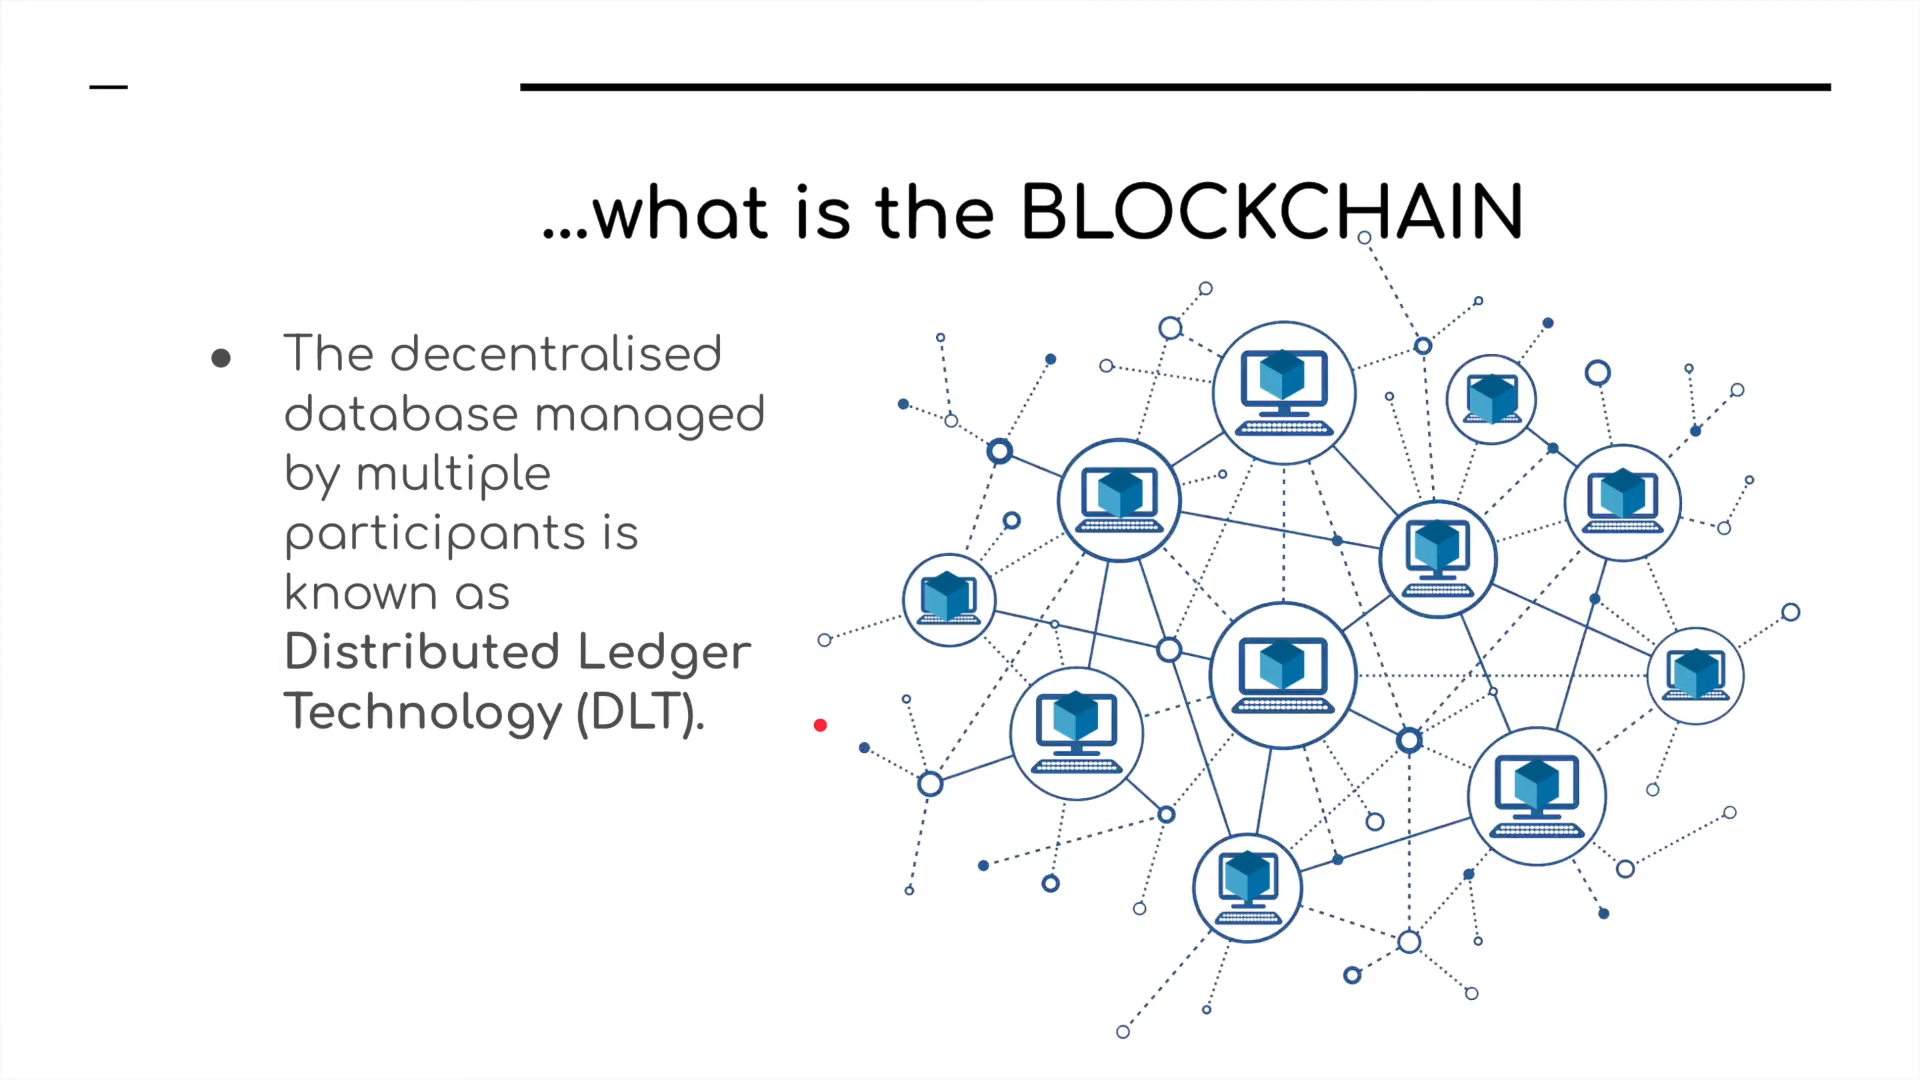 ...what is the BLOCKCHAIN
● The decentralised
database managed
by multiple
participants is
known as
Distributed Ledger
Technology (DLT).